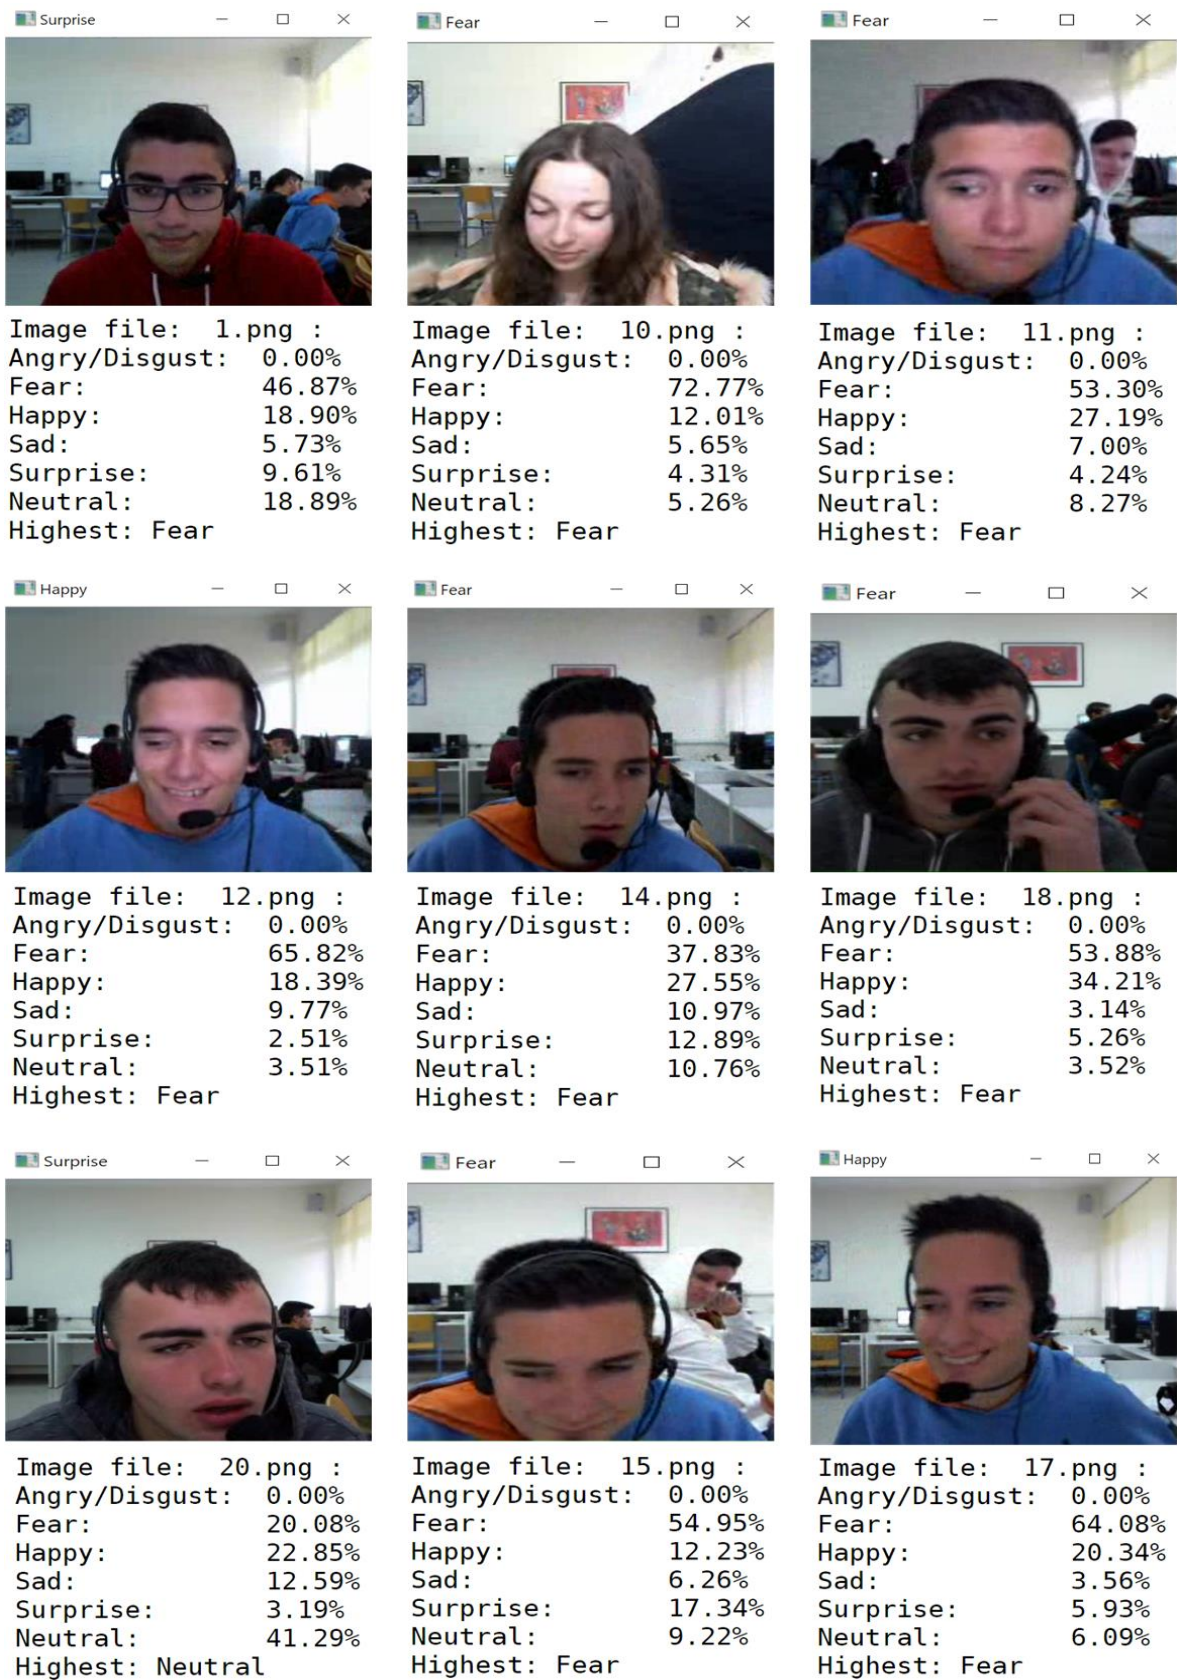 Surprise
Fear
Fear
Image file: 1.png :
Angry/Disgust: 0.00%
Fear: 46.87%
Happy: 18.90%
Sad: 5.73%
Surprise: 9.61%
Neutral: 18.89%
Highest: Fear
Image file: 10.png :
Angry/Disgust: 0.00%
Fear: 72.77%
Happy: 12.01%
Sad: 5.65%
Surprise: 4.31%
Neutral: 5.26%
Highest: Fear
Image file: 11.png :
Angry/Disgust: 0.00%
Fear: 53.30%
Happy: 27.19%
Sad: 7.00%
Surprise: 4.24%
Neutral: 8.27%
Highest: Fear
Happy
Fear
Fear
Image file: 12.png :
Angry/Disgust: 0.00%
Fear: 65.82%
Happy: 18.39%
Sad: 9.77%
Surprise: 2.51%
Neutral: 3.51%
Highest: Fear
Image file: 14.png :
Angry/Disgust: 0.00%
Fear: 37.83%
Happy: 27.55%
Sad: 10.97%
Surprise: 12.89%
Neutral: 10.76%
Highest: Fear
Image file: 18.png :
Angry/Disgust: 0.00%
Fear: 53.88%
Happy: 34.21%
Sad: 3.14%
Surprise: 5.26%
Neutral: 3.52%
Highest: Fear
Surprise
Fear
Happy
Image file: 20.png :
Angry/Disgust: 0.00%
Fear: 20.08%
Happy: 22.85%
Sad: 12.59%
Surprise: 3.19%
Neutral: 41.29%
Highest: Neutral
Image file: 15.png :
Angry/Disgust: 0.00%
Fear: 54.95%
Happy: 12.23%
Sad: 6.26%
Surprise: 17.34%
Neutral: 9.22%
Highest: Fear
Image file: 17.png :
Angry/Disgust: 0.00%
Fear: 64.08%
Happy: 20.34%
Sad: 3.56%
Surprise: 5.93%
Neutral: 6.09%
Highest: Fear